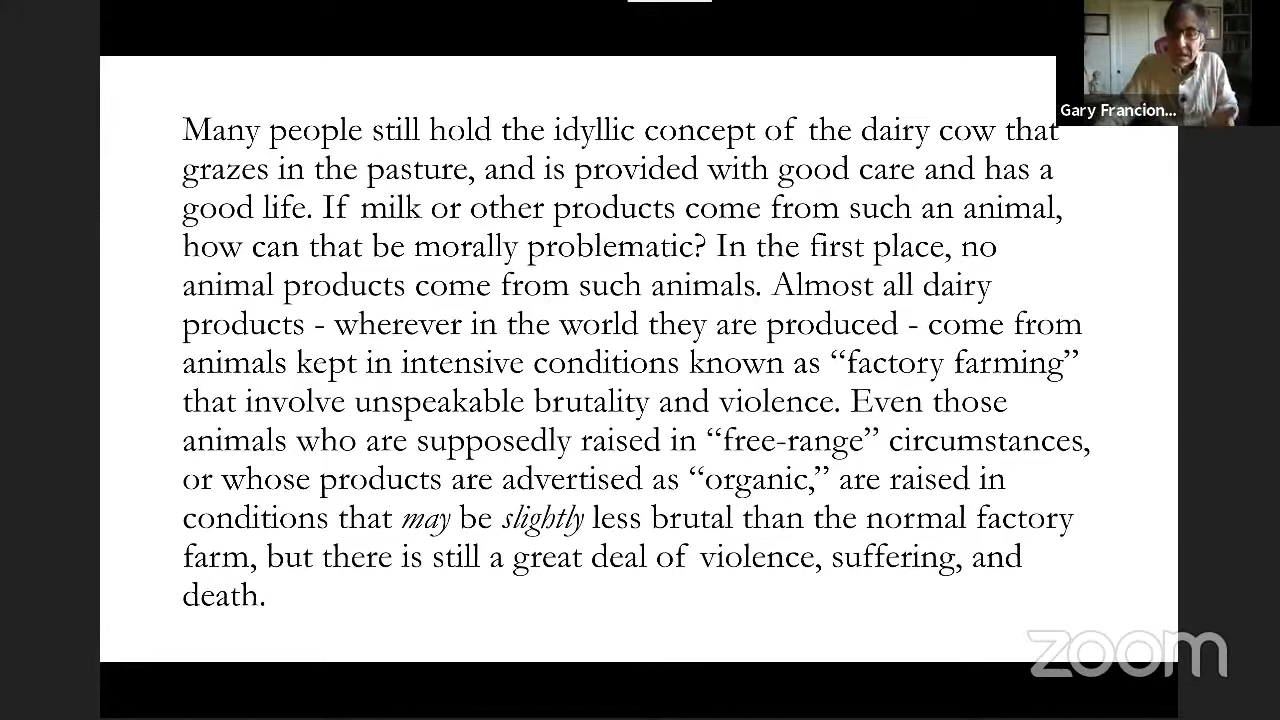 Many people still hold the idyllic concept of the dairy cow that
grazes in the pasture, and is provided with good care and has a
good life. If milk or other products come from such an animal,
how can that be morally problematic? In the first place, no
animal products come from such animals. Almost all dairy
products - wherever in the world they are produced - come from
animals kept in intensive conditions known as “factory farming”
that involve unspeakable brutality and violence. Even those
animals who are supposedly raised in “free-range” circumstances,
or whose products are advertised as “organic,” are raised in
conditions that may be slightly less brutal than the normal factory
farm, but there is still a great deal of violence, suffering, and
death.
Gary Francion...
zoom